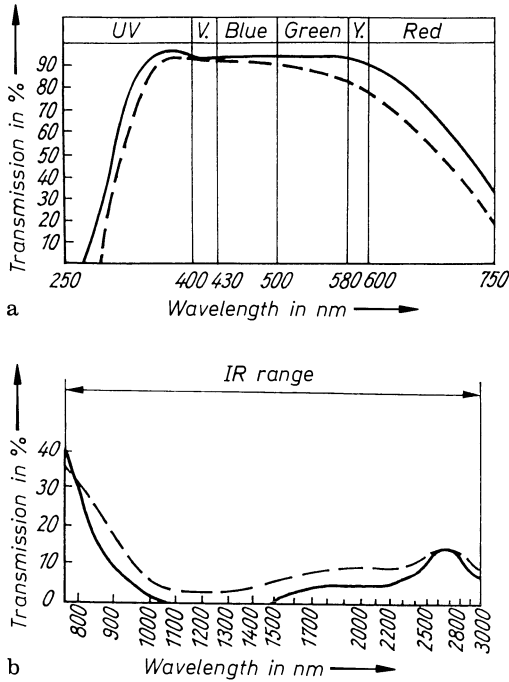 UV V. Blue Green Y. Red
Transmission in %
90
80
70
60
50
40
30
20
10
250 400 430 500 580 600 750
Wavelength in nm
a
IR range
Transmission in %
40
30
20
10
0
800 900 1000 1100 1200 1300 1400 1500 1700 2000 2200 2500 2800 3000
Wavelength in nm
b